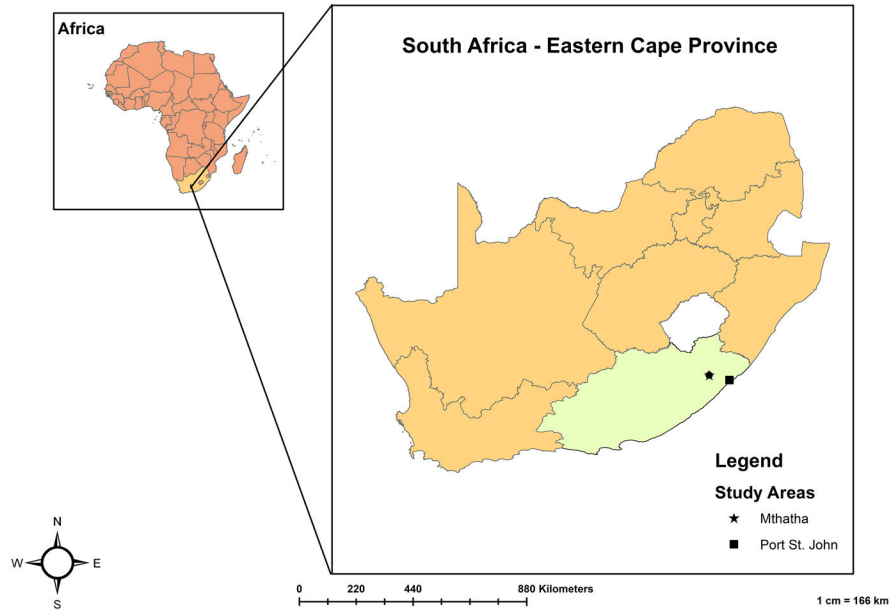 Africa
South Africa - Eastern Cape Province
Legend
Study Areas
Mthatha
Port St. John
N
W E
S
0 220 440 880 Kilometers
1 cm = 166 km